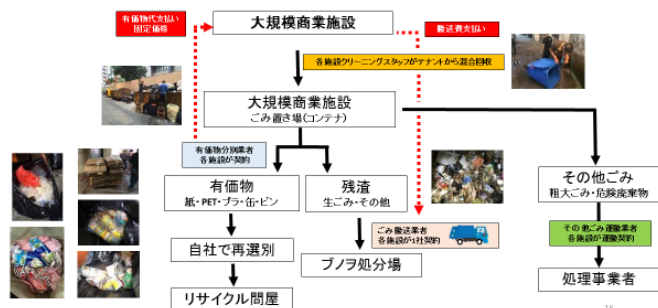 有価物代支払い
固定価格
大規模商業施設
搬送費支払い
各施設クリーニングスタッフがテナントから混合回収
大規模商業施設
ごみ置き場(コンテナ)
有価物分別業者
各施設が契約
有価物
紙・PET・プラ・缶・ビン
残渣
生ごみ・その他
その他ごみ
粗大ごみ・危険廃棄物
ごみ搬送業者
各施設が1社契約
その他ごみ運搬業者
各施設が運搬契約
自社で再選別
ブノヲ処分場
処理事業者
リサイクル問屋
16